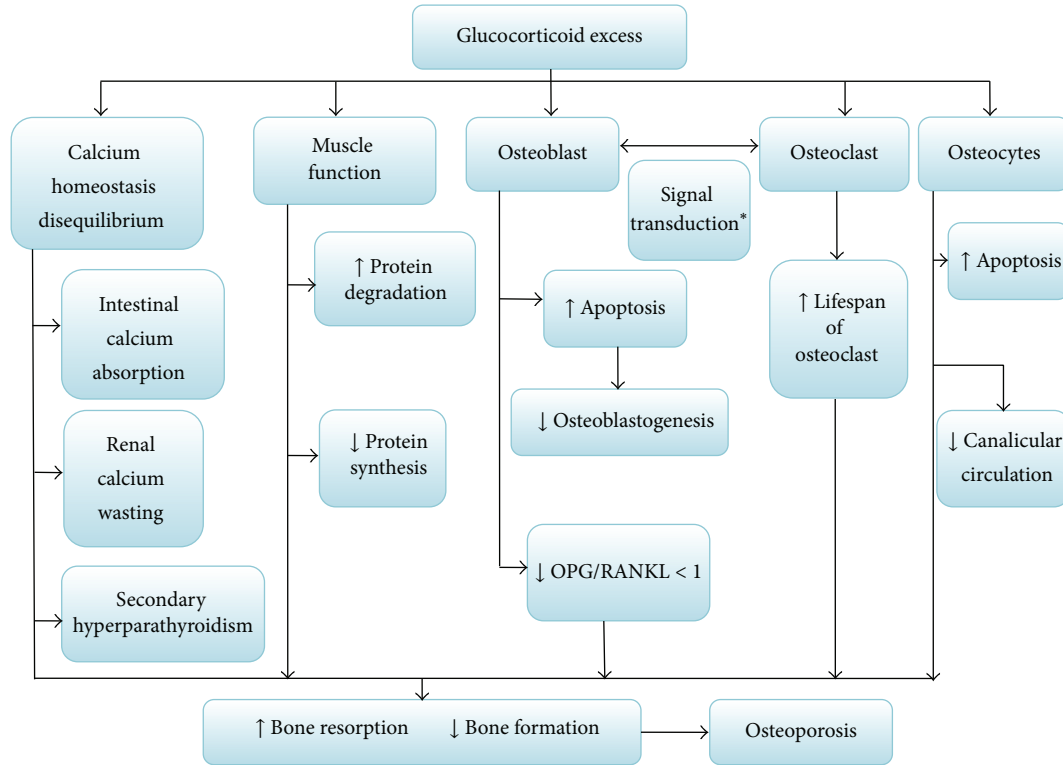 Glucocorticoid excess
Calcium
homeostasis
disequilibrium
Muscle
function
Osteoblast
Osteoclast
Osteocytes
Signal
transduction*
↑ Protein
degradation
↑ Apoptosis
↑ Lifespan
of
osteoclast
↑ Apoptosis
Intestinal
calcium
absorption
↓ Osteoblastogenesis
↓ Protein
synthesis
↓ Canalicular
circulation
Renal
calcium
wasting
↓ OPG/RANKL < 1
Secondary
hyperparathyroidism
↑ Bone resorption ↓ Bone formation
Osteoporosis